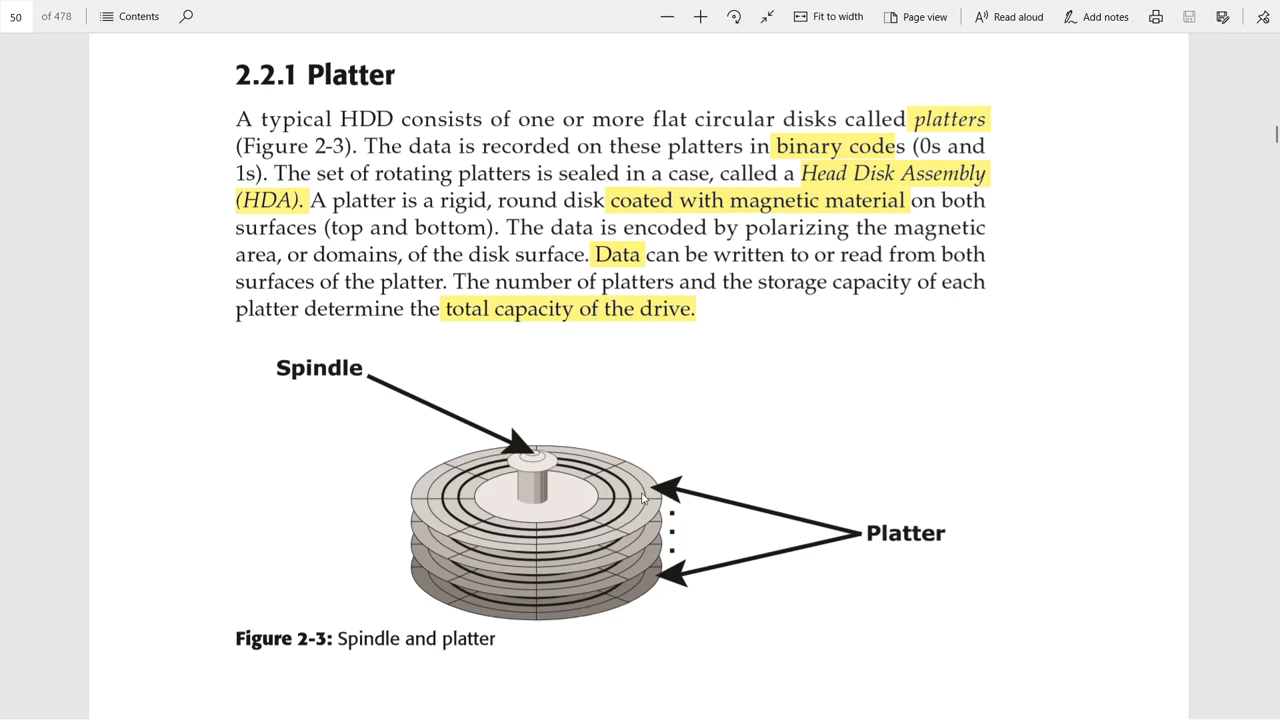 50 of 478 Contents Fit to width Page view Read aloud Add notes
2.2.1 Platter
A typical HDD consists of one or more flat circular disks called platters
(Figure 2-3). The data is recorded on these platters in binary codes (0s and
1s). The set of rotating platters is sealed in a case, called a Head Disk Assembly
(HDA). A platter is a rigid, round disk coated with magnetic material on both
surfaces (top and bottom). The data is encoded by polarizing the magnetic
area, or domains, of the disk surface. Data can be written to or read from both
surfaces of the platter. The number of platters and the storage capacity of each
platter determine the total capacity of the drive.
Spindle
Platter
Figure 2-3: Spindle and platter